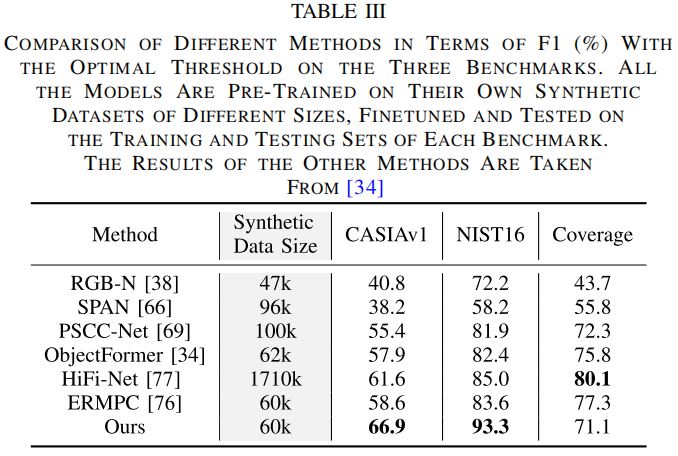 TABLE III
COMPARISON OF DIFFERENT METHODS IN TERMS OF F1 (%) WITH
THE OPTIMAL THRESHOLD ON THE THREE BENCHMARKS. ALL
THE MODELS ARE PRE-TRAINED ON THEIR OWN SYNTHETIC
DATASETS OF DIFFERENT SIZES, FINETUNED AND TESTED ON
THE TRAINING AND TESTING SETS OF EACH BENCHMARK.
THE RESULTS OF THE OTHER METHODS ARE TAKEN
FROM [34]
Method Synthetic Data Size CASIAv1 NIST16 Coverage
RGB-N [38] 47k 40.8 72.2 43.7
SPAN [66] 96k 38.2 58.2 55.8
PSCC-Net [69] 100k 55.4 81.9 72.3
ObjectFormer [34] 62k 57.9 82.4 75.8
HiFi-Net [77] 1710k 61.6 85.0 80.1
ERMPC [76] 60k 58.6 83.6 77.3
Ours 60k 66.9 93.3 71.1